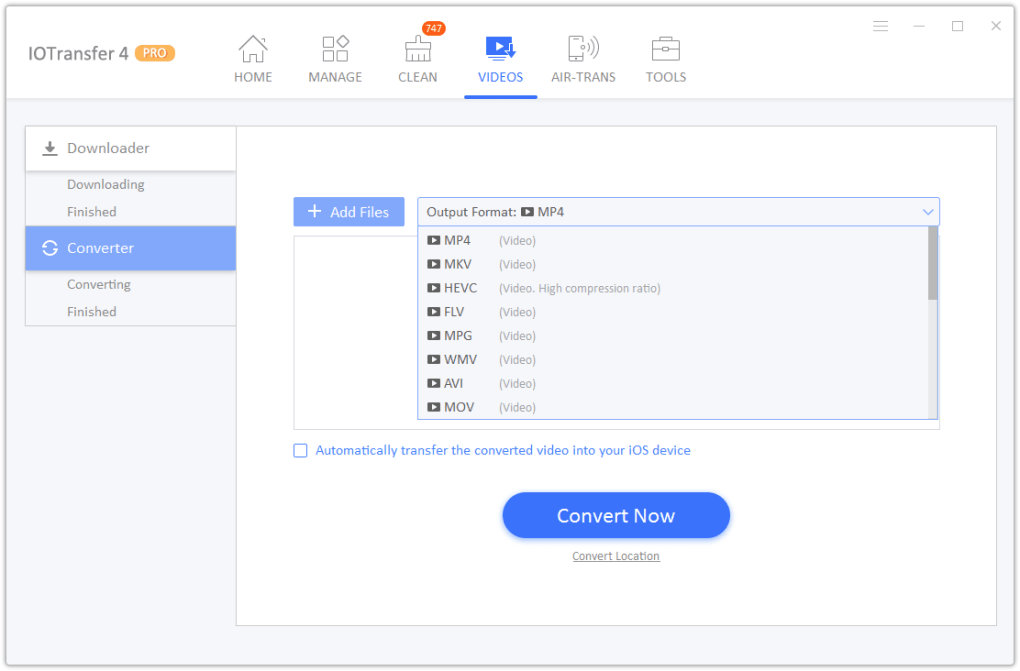 IOTransfer 4 PRO
747
HOME MANAGE CLEAN VIDEOS AIR-TRANS TOOLS
Downloader
Downloading
Finished
Converter
Converting
Finished
Add Files
Output Format: MP4
MP4 (Video)
MKV (Video)
HEVC (Video. High compression ratio)
FLV (Video)
MPG (Video)
WMV (Video)
AVI (Video)
MOV (Video)
Automatically transfer the converted video into your iOS device
Convert Now
Convert Location